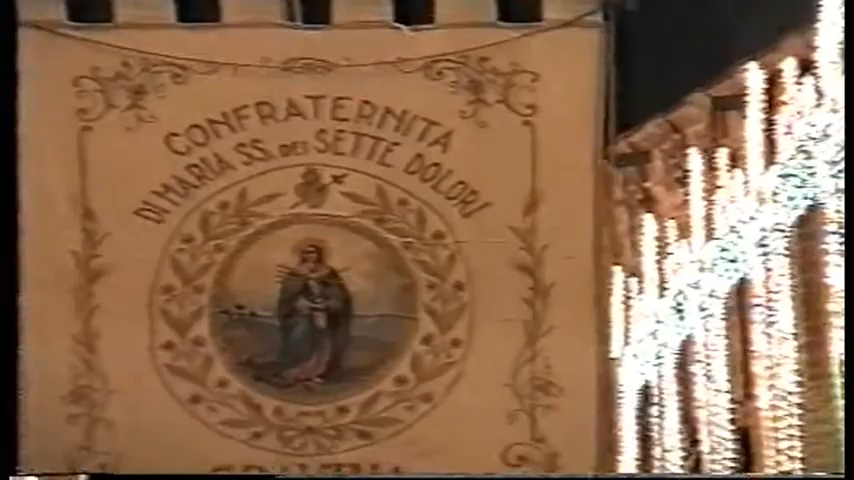 CONFRATERNITA
DI MARIA SS. DEI SETTE DOLORI